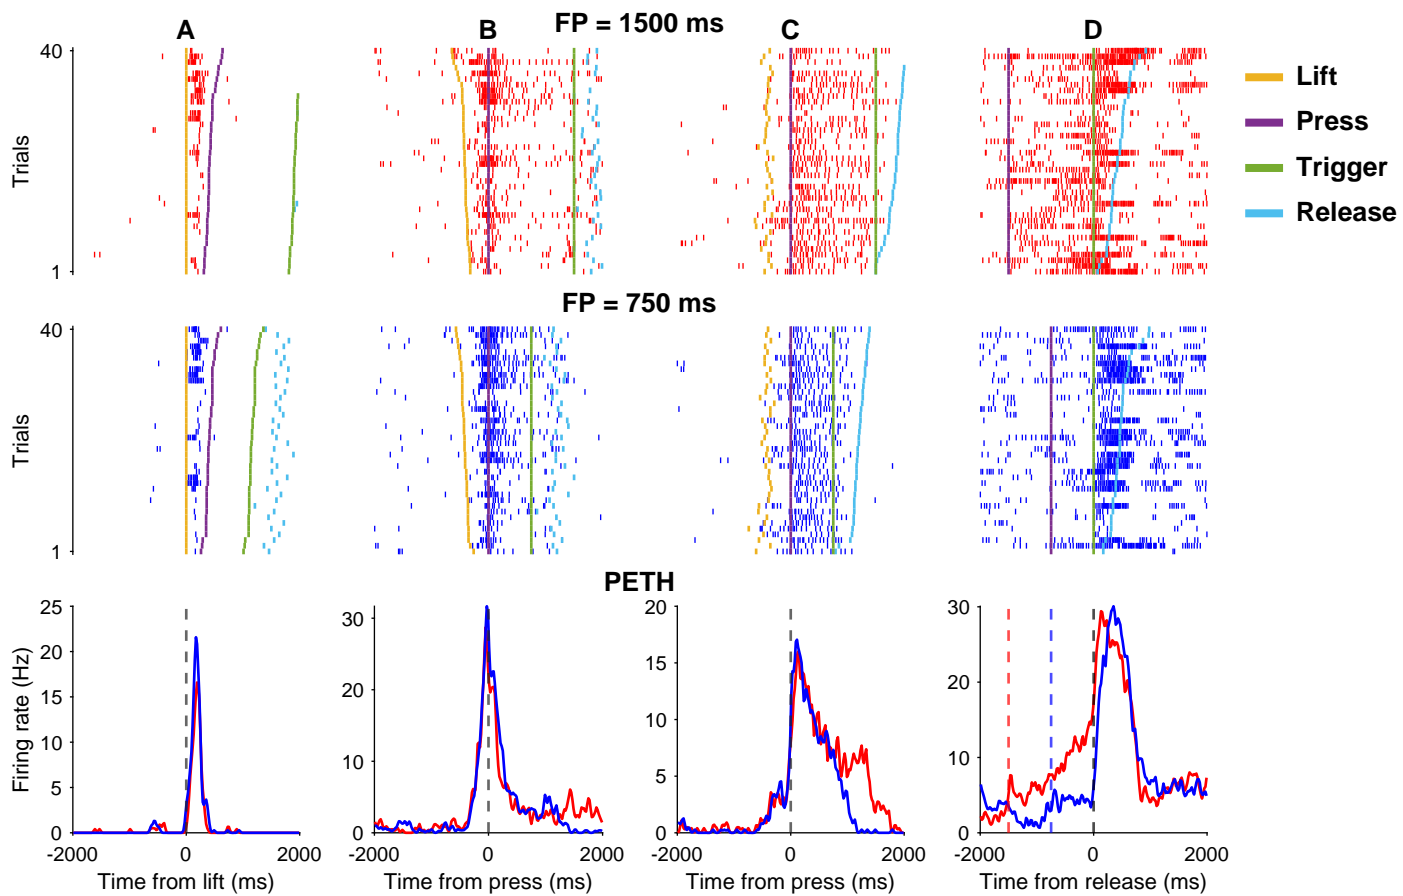 FP = 1500 ms
A
B
C
D
40
Trials
1
Lift
Press
Trigger
Release
FP = 750 ms
40
Trials
1
PETH
25
20
15
10
5
0
Firing rate (Hz)
-2000
0
2000
Time from lift (ms)
30
20
10
0
-2000
0
2000
Time from press (ms)
20
15
10
5
0
-2000
0
2000
Time from press (ms)
30
20
10
0
-2000
0
2000
Time from release (ms)